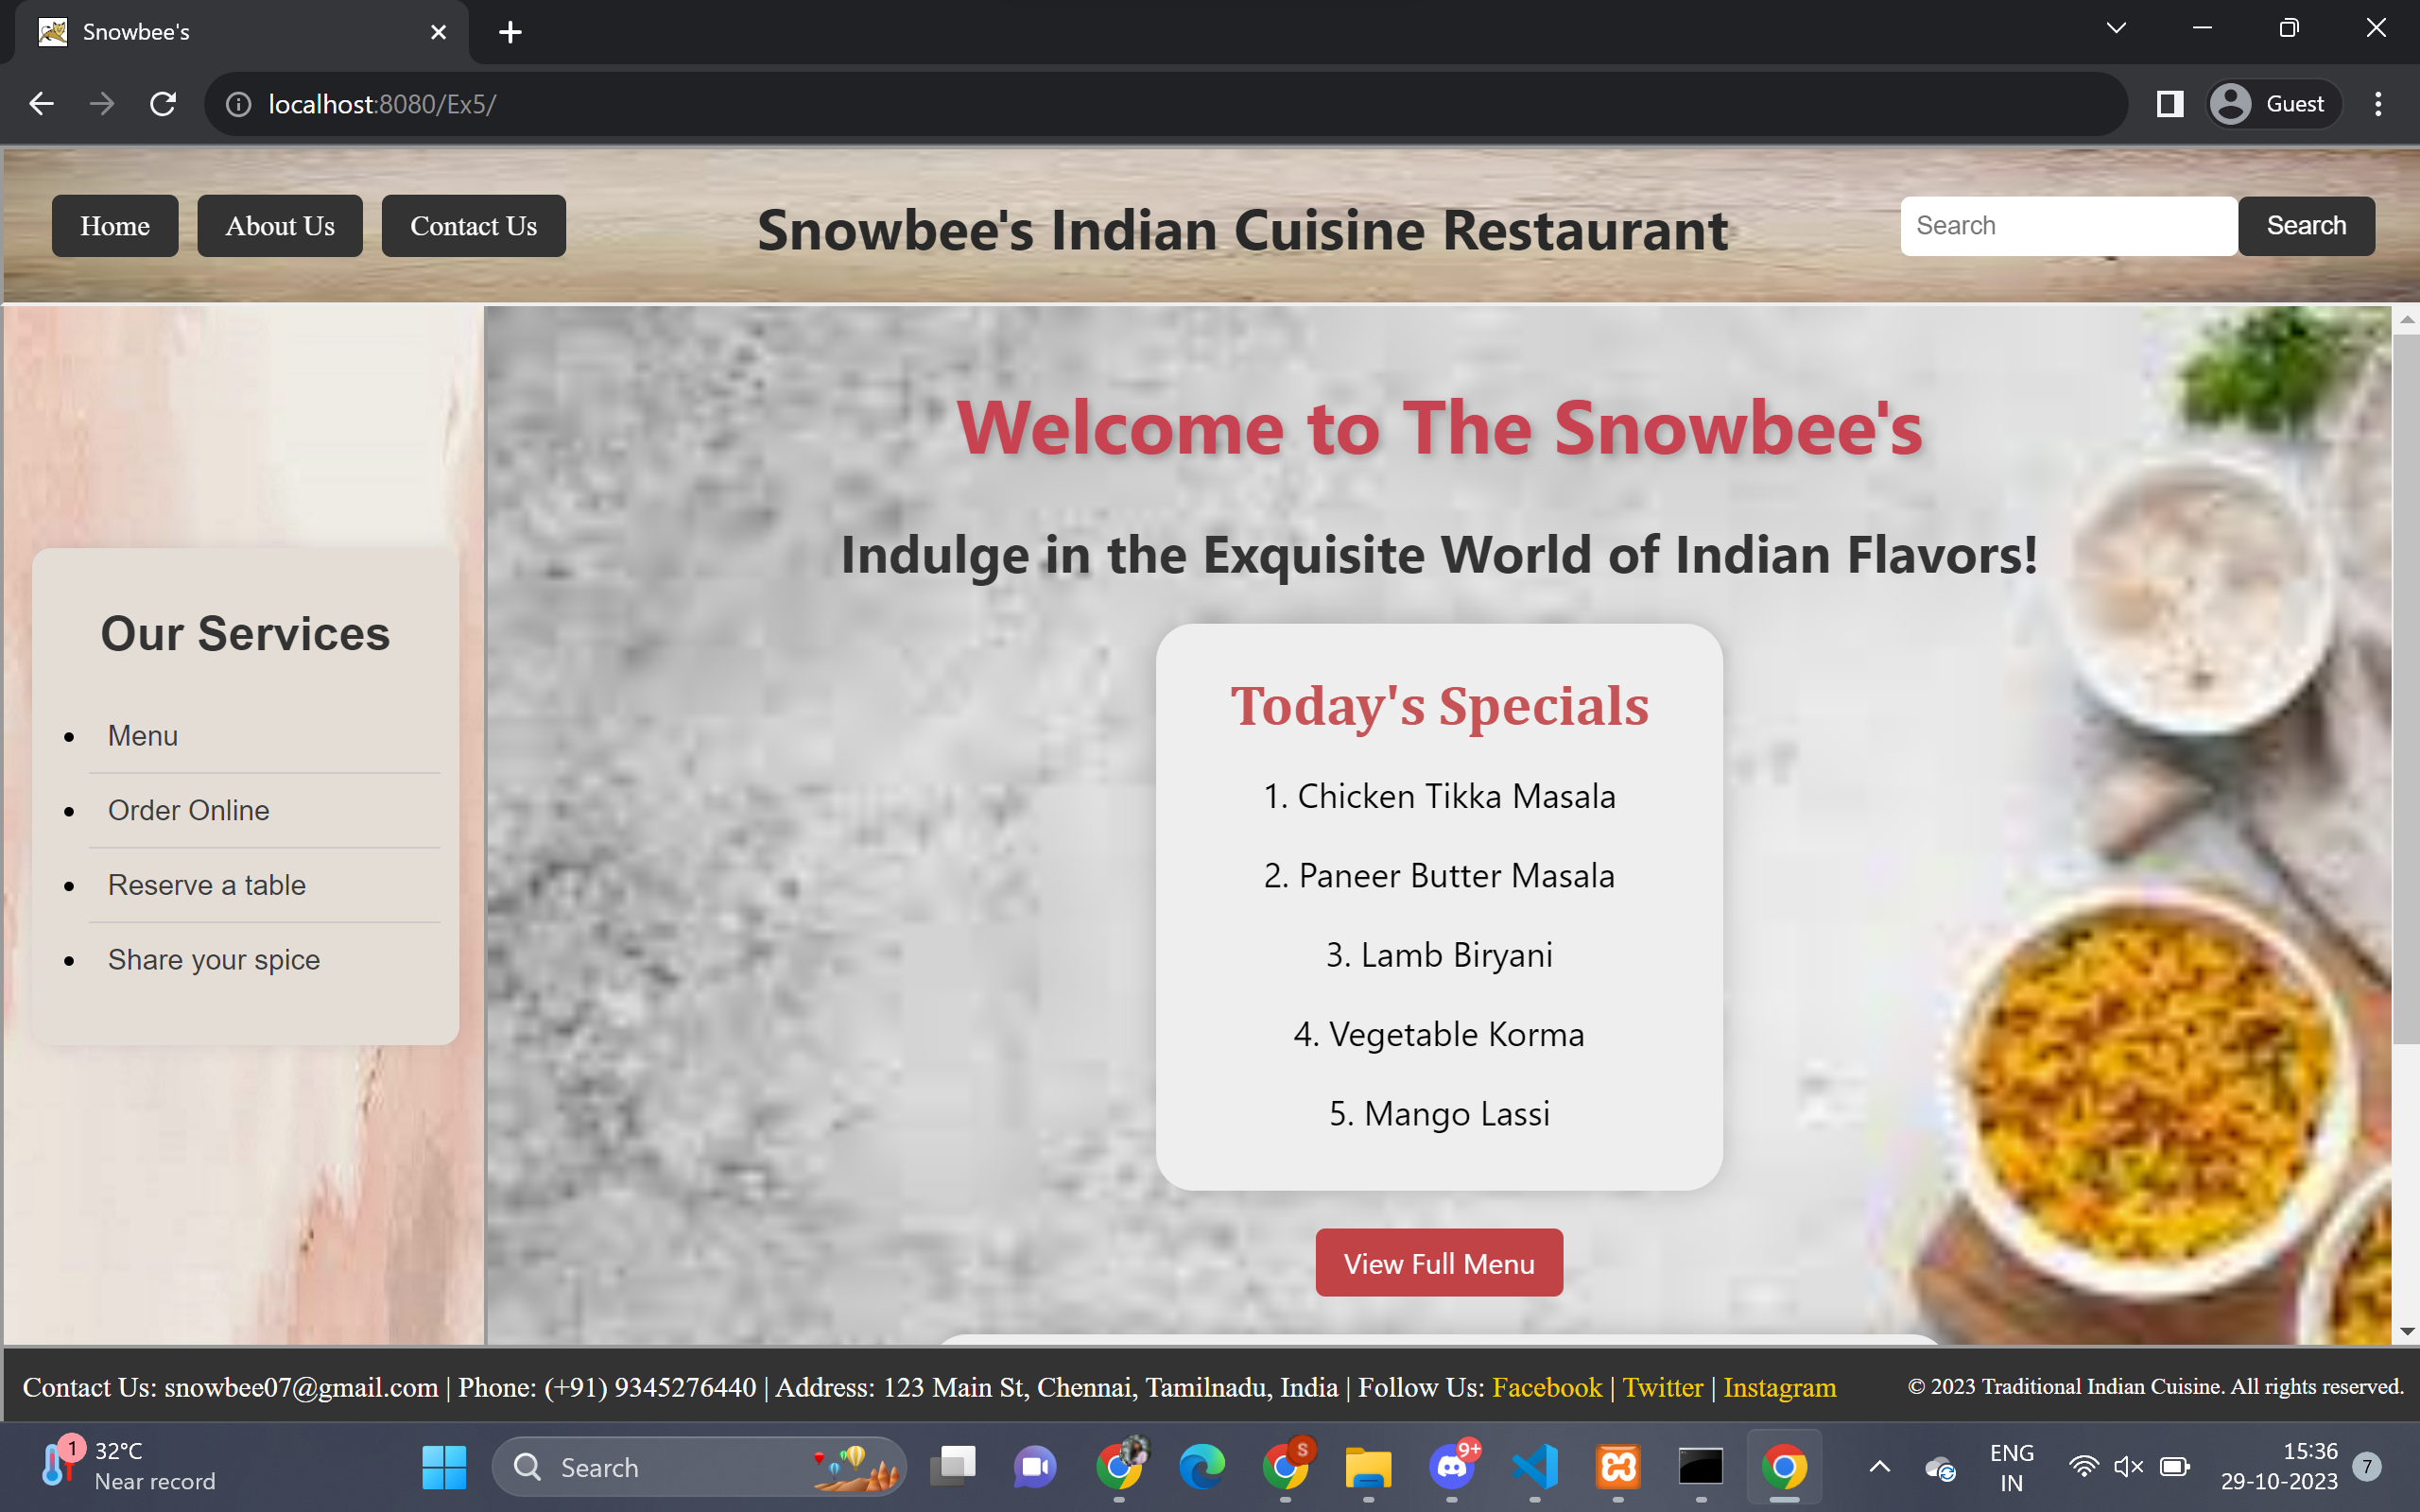 Snowbee's
localhost:8080/Ex5/
Guest
Home About Us Contact Us
Snowbee's Indian Cuisine Restaurant
Search Search
Our Services
Menu
Order Online
Reserve a table
Share your spice
Welcome to The Snowbee's
Indulge in the Exquisite World of Indian Flavors!
Today's Specials
1. Chicken Tikka Masala
2. Paneer Butter Masala
3. Lamb Biryani
4. Vegetable Korma
5. Mango Lassi
View Full Menu
Contact Us: snowbee07@gmail.com | Phone: (+91) 9345276440 | Address: 123 Main St, Chennai, Tamilnadu, India | Follow Us: Facebook | Twitter | Instagram
© 2023 Traditional Indian Cuisine. All rights reserved.
1
32°C
Near record
Search
S
9+
ENG
IN
15:36
29-10-2023
7